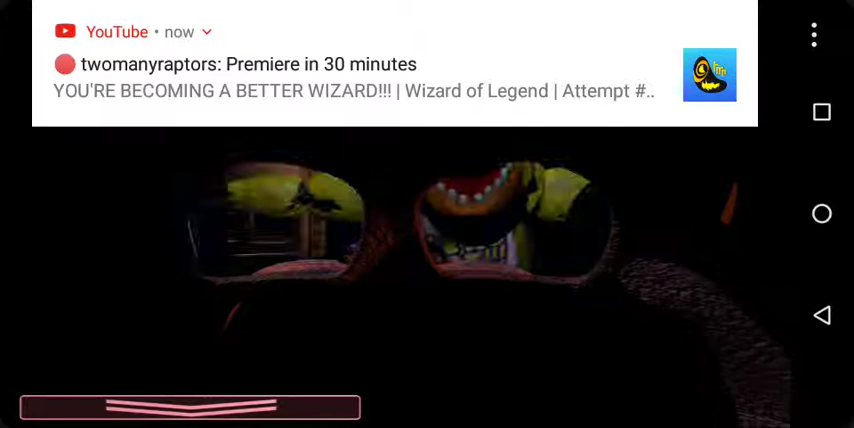 YouTube • now
🔴 twomanyraptors: Premiere in 30 minutes
YOU'RE BECOMING A BETTER WIZARD!!! | Wizard of Legend | Attempt #..